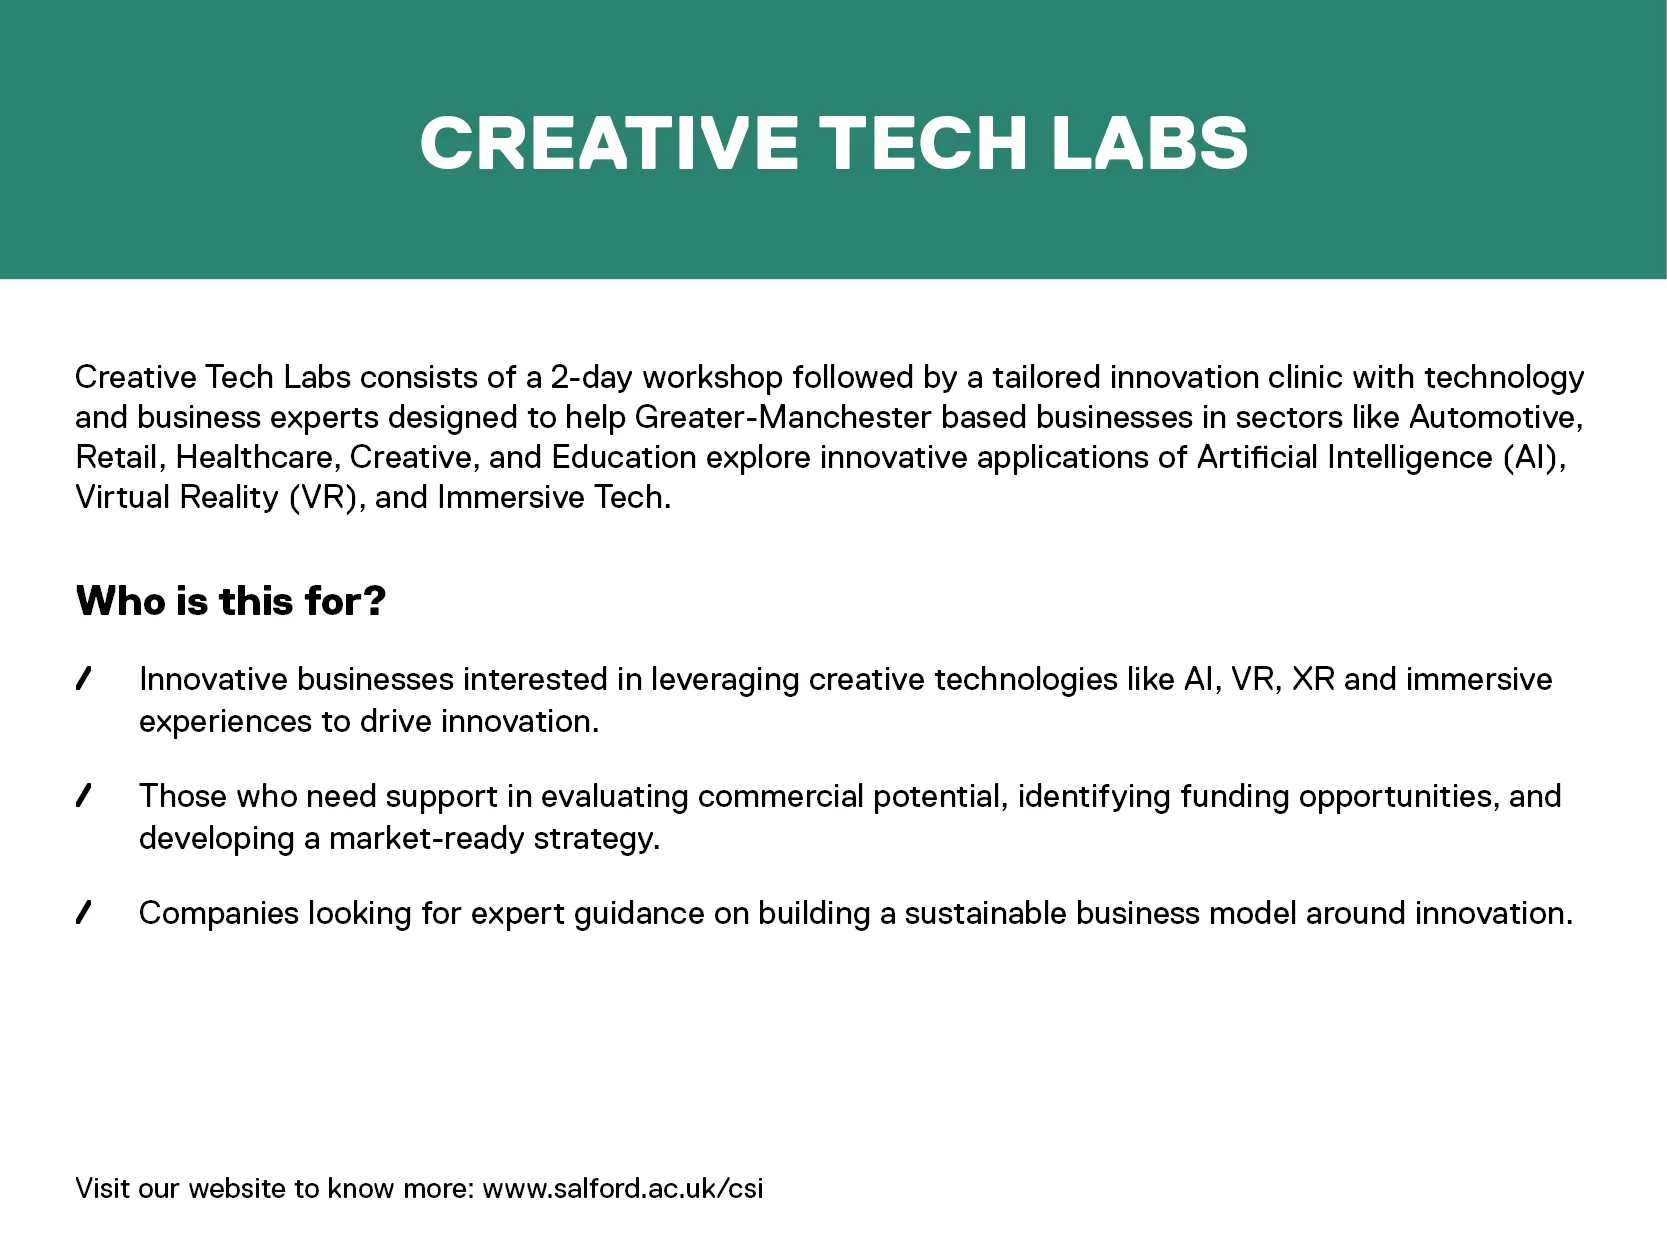 CREATIVE TECH LABS
Creative Tech Labs consists of a 2-day workshop followed by a tailored innovation clinic with technology
and business experts designed to help Greater-Manchester based businesses in sectors like Automotive,
Retail, Healthcare, Creative, and Education explore innovative applications of Artificial Intelligence (AI),
Virtual Reality (VR), and Immersive Tech.
Who is this for?
Innovative businesses interested in leveraging creative technologies like AI, VR, XR and immersive
experiences to drive innovation.
Those who need support in evaluating commercial potential, identifying funding opportunities, and
developing a market-ready strategy.
Companies looking for expert guidance on building a sustainable business model around innovation.
Visit our website to know more: www.salford.ac.uk/csi